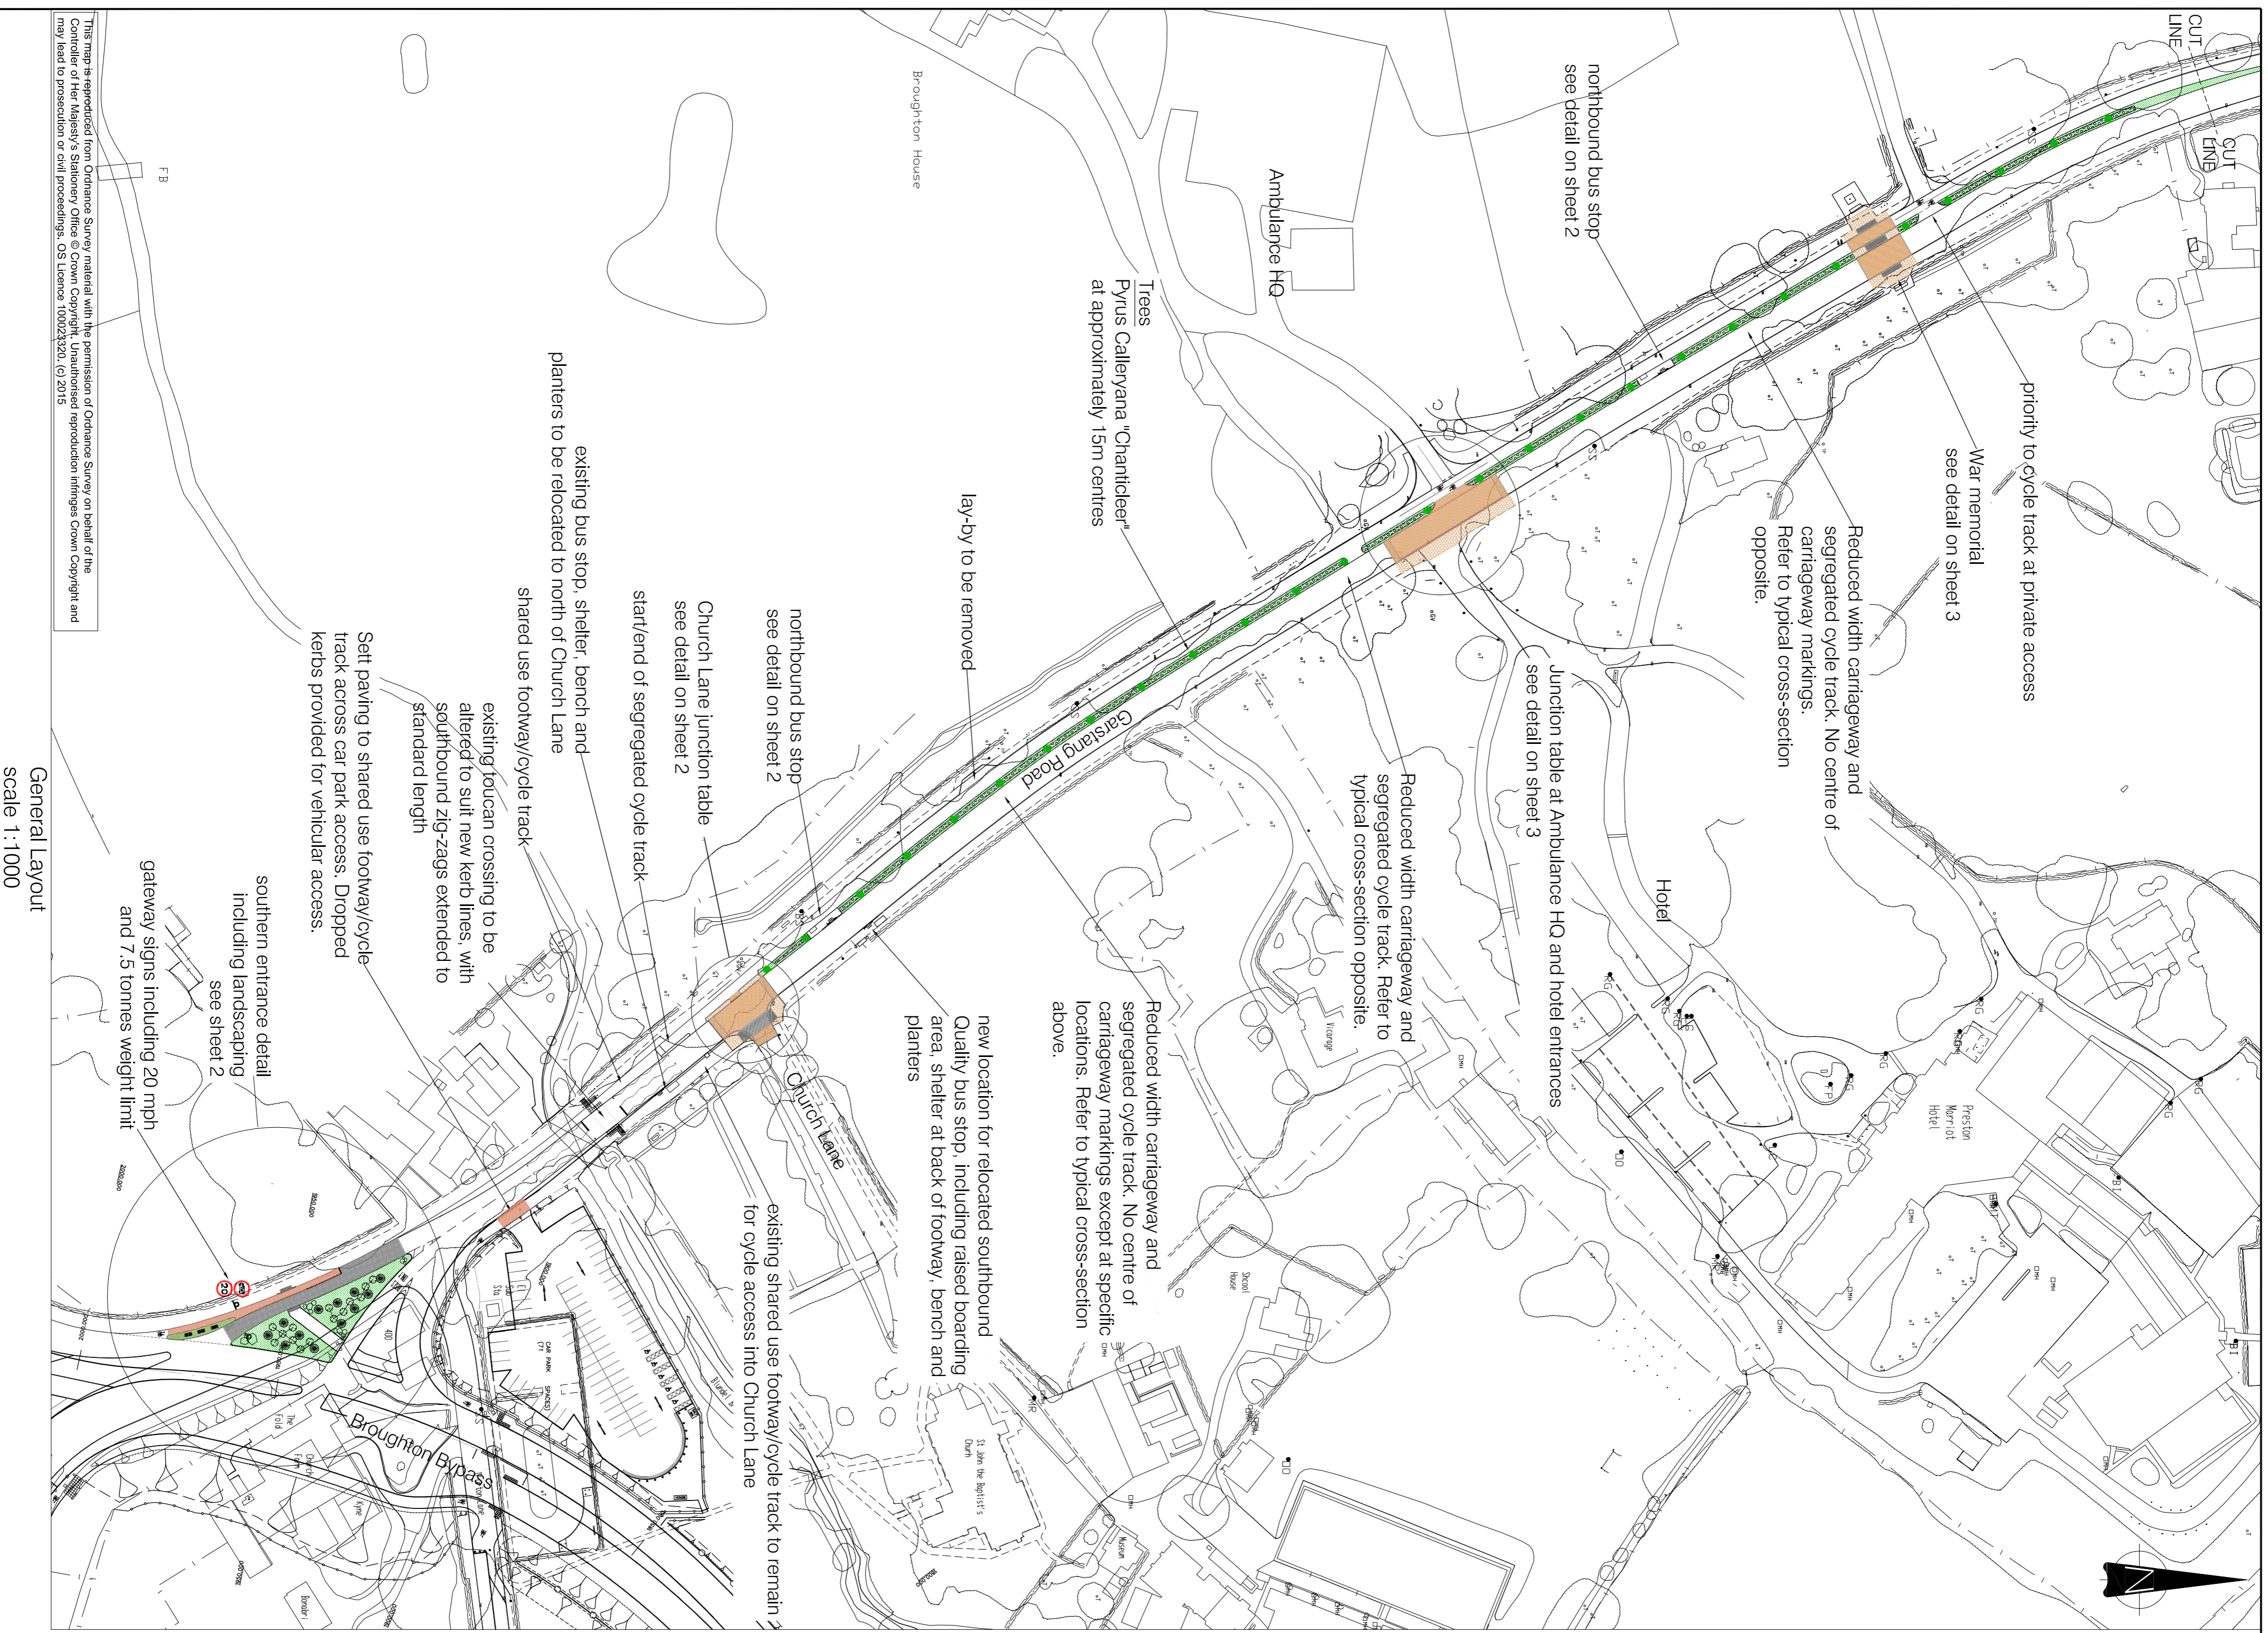 CUT
LINE
CUT
LINE
priority to cycle track at private access
War memorial
see detail on sheet 3
Reduced width carriageway and
segregated cycle track. No centre of
carriageway markings.
Refer to typical cross-section
opposite.
northbound bus stop
see detail on sheet 2
Hotel
Preston
Marriot
Hotel
Junction table at Ambulance HQ and hotel entrances
see detail on sheet 3
Reduced width carriageway and
segregated cycle track. Refer to
typical cross-section opposite.
Ambulance HQ
Trees
Pyrus Calleryana "Chanticleer"
at approximately 15m centres
Vicarage
School
House
Reduced width carriageway and
segregated cycle track. No centre of
carriageway markings except at specific
locations. Refer to typical cross-section
above.
Garstang Road
Broughton House
lay-by to be removed
new location for relocated southbound
Quality bus stop, including raised boarding
area, shelter at back of footway, bench and
planters
St John the Baptist's
Church
Museum
northbound bus stop
see detail on sheet 2
Church Lane junction table
see detail on sheet 2
Church Lane
existing shared use footway/cycle track to remain
for cycle access into Church Lane
start/end of segregated cycle track
existing bus stop, shelter, bench and
planters to be relocated to north of Church Lane
shared use footway/cycle track
existing toucan crossing to be
altered to suit new kerb lines, with
southbound zig-zags extended to
standard length
Sett paving to shared use footway/cycle
track across car park access. Dropped
kerbs provided for vehicular access.
El
Sub
Sta
CAR PARK
(71 SPACES)
Broughton Bypass
The
Fold
Kyne
Bonabri
southern entrance detail
including landscaping
see sheet 2
gateway signs including 20 mph
and 7.5 tonnes weight limit
20
FB
N
This map is reproduced from Ordnance Survey material with the permission of Ordnance Survey on behalf of the
Controller of Her Majesty's Stationery Office © Crown Copyright. Unauthorised reproduction infringes Crown Copyright and
may lead to prosecution or civil proceedings. OS Licence 100023320. (c) 2015
General Layout
scale 1:1000